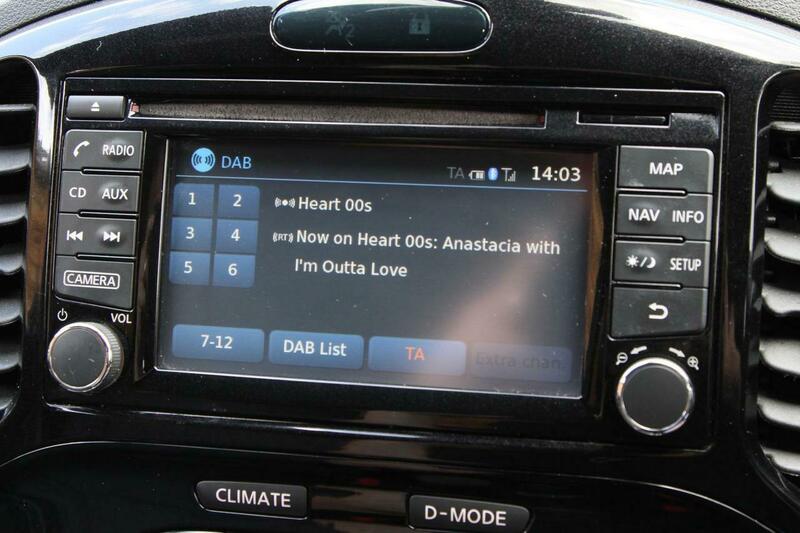 RADIO
CD AUX
CAMERA
VOL
DAB
TA 14:03
1 2
3 4
5 6
Heart 00s
(RT) Now on Heart 00s: Anastacia with
I'm Outta Love
7-12 DAB List TA Extra chan.
MAP
NAV INFO
SETUP
CLIMATE
D-MODE